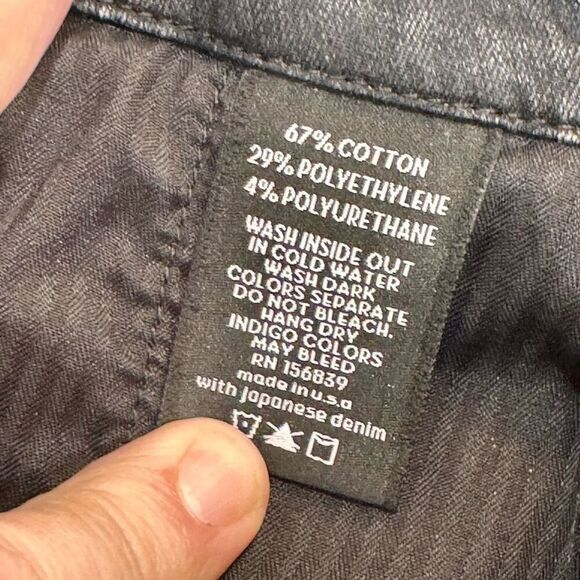 67% COTTON
29% POLYETHYLENE
4% POLYURETHANE
WASH INSIDE OUT
IN COLD WATER
WASH DARK
COLORS SEPARATE
DO NOT BLEACH.
HANG DRY
INDIGO COLORS
MAY BLEED
RN 156839
made in u.s.a
with japanese denim